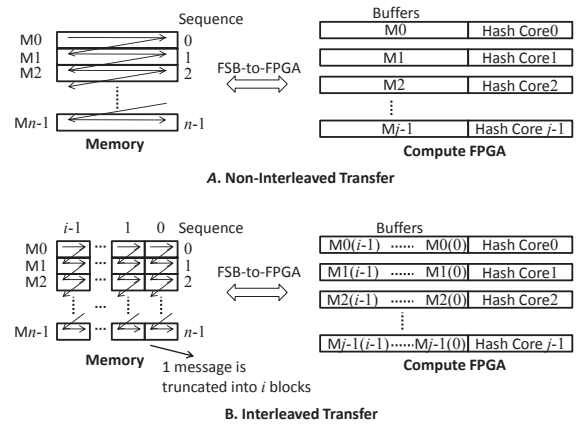 Sequence
Buffers
M0 0 M0 Hash Core0
M1 1 M1 Hash Core1
M2 2 FSB-to-FPGA M2 Hash Core2
Mn-1 n-1 Mj-1 Hash Core j-1
Memory Compute FPGA
A. Non-Interleaved Transfer
i-1 1 0 Sequence
Buffers
M0 ... 0 M0(i-1) ...... M0(0) Hash Core0
M1 ... 1 FSB-to-FPGA M1(i-1) ...... M1(0) Hash Core1
M2 ... 2 M2(i-1) ...... M2(0) Hash Core2
Mn-1 ... n-1 Mj-1(i-1)......Mj-1(0) Hash Core j-1
Memory Compute FPGA
1 message is
truncated into i blocks
B. Interleaved Transfer